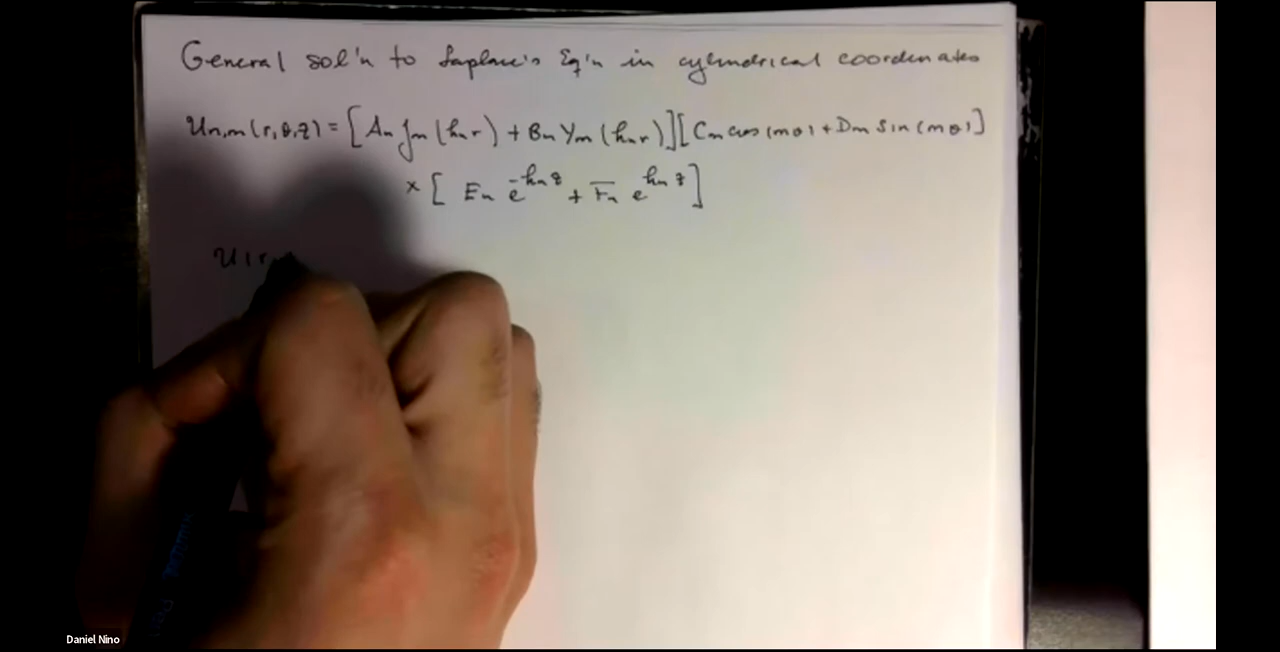 General sol'n to Laplace's Eq'n in cylindrical coordinates
Un,m(r,θ,z) = [An Jm(kn r) + Bn Ym(kn r)][Cm cos(mθ) + Dm sin(mθ)]
× [En e^-kn z + Fn e^kn z]
U(r,
Daniel Nino